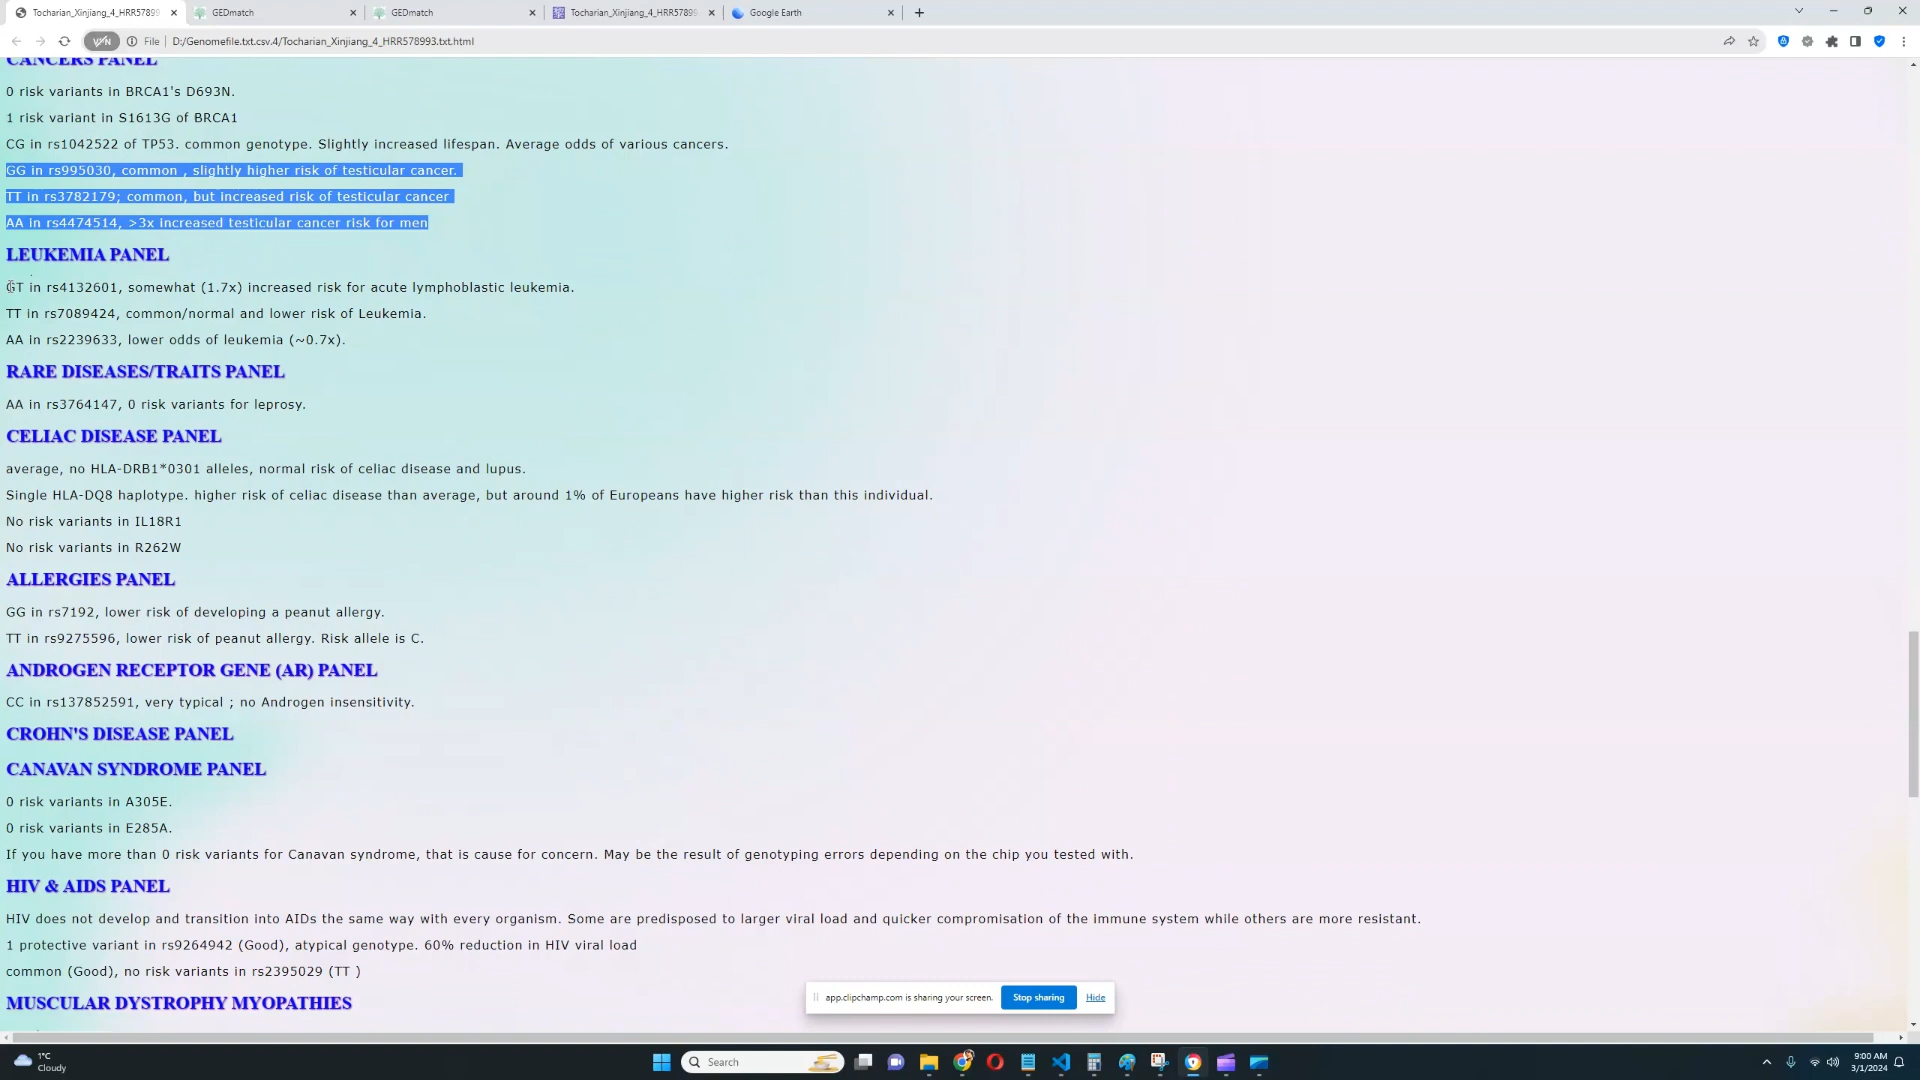 Tocharian_Xinjiang_4_HRR57899
GEDmatch
GEDmatch
Tocharian_Xinjiang_4_HRR57899
Google Earth
File
D:/Genomefile.txt.csv.4/Tocharian_Xinjiang_4_HRR578993.txt.html
CANCERS PANEL
0 risk variants in BRCA1's D693N.
1 risk variant in S1613G of BRCA1
CG in rs1042522 of TP53. common genotype. Slightly increased lifespan. Average odds of various cancers.
GG in rs995030, common , slightly higher risk of testicular cancer.
TT in rs3782179; common, but increased risk of testicular cancer
AA in rs4474514, >3x increased testicular cancer risk for men
LEUKEMIA PANEL
GT in rs4132601, somewhat (1.7x) increased risk for acute lymphoblastic leukemia.
TT in rs7089424, common/normal and lower risk of Leukemia.
AA in rs2239633, lower odds of leukemia (~0.7x).
RARE DISEASES/TRAITS PANEL
AA in rs3764147, 0 risk variants for leprosy.
CELIAC DISEASE PANEL
average, no HLA-DRB1*0301 alleles, normal risk of celiac disease and lupus.
Single HLA-DQ8 haplotype. higher risk of celiac disease than average, but around 1% of Europeans have higher risk than this individual.
No risk variants in IL18R1
No risk variants in R262W
ALLERGIES PANEL
GG in rs7192, lower risk of developing a peanut allergy.
TT in rs9275596, lower risk of peanut allergy. Risk allele is C.
ANDROGEN RECEPTOR GENE (AR) PANEL
CC in rs137852591, very typical ; no Androgen insensitivity.
CROHN'S DISEASE PANEL
CANAVAN SYNDROME PANEL
0 risk variants in A305E.
0 risk variants in E285A.
If you have more than 0 risk variants for Canavan syndrome, that is cause for concern. May be the result of genotyping errors depending on the chip you tested with.
HIV & AIDS PANEL
HIV does not develop and transition into AIDs the same way with every organism. Some are predisposed to larger viral load and quicker compromisation of the immune system while others are more resistant.
1 protective variant in rs9264942 (Good), atypical genotype. 60% reduction in HIV viral load
common (Good), no risk variants in rs2395029 (TT )
app.clipchamp.com is sharing your screen.
Stop sharing
Hide
MUSCULAR DYSTROPHY MYOPATHIES
1°C
Cloudy
Search
9:00 AM
3/1/2024